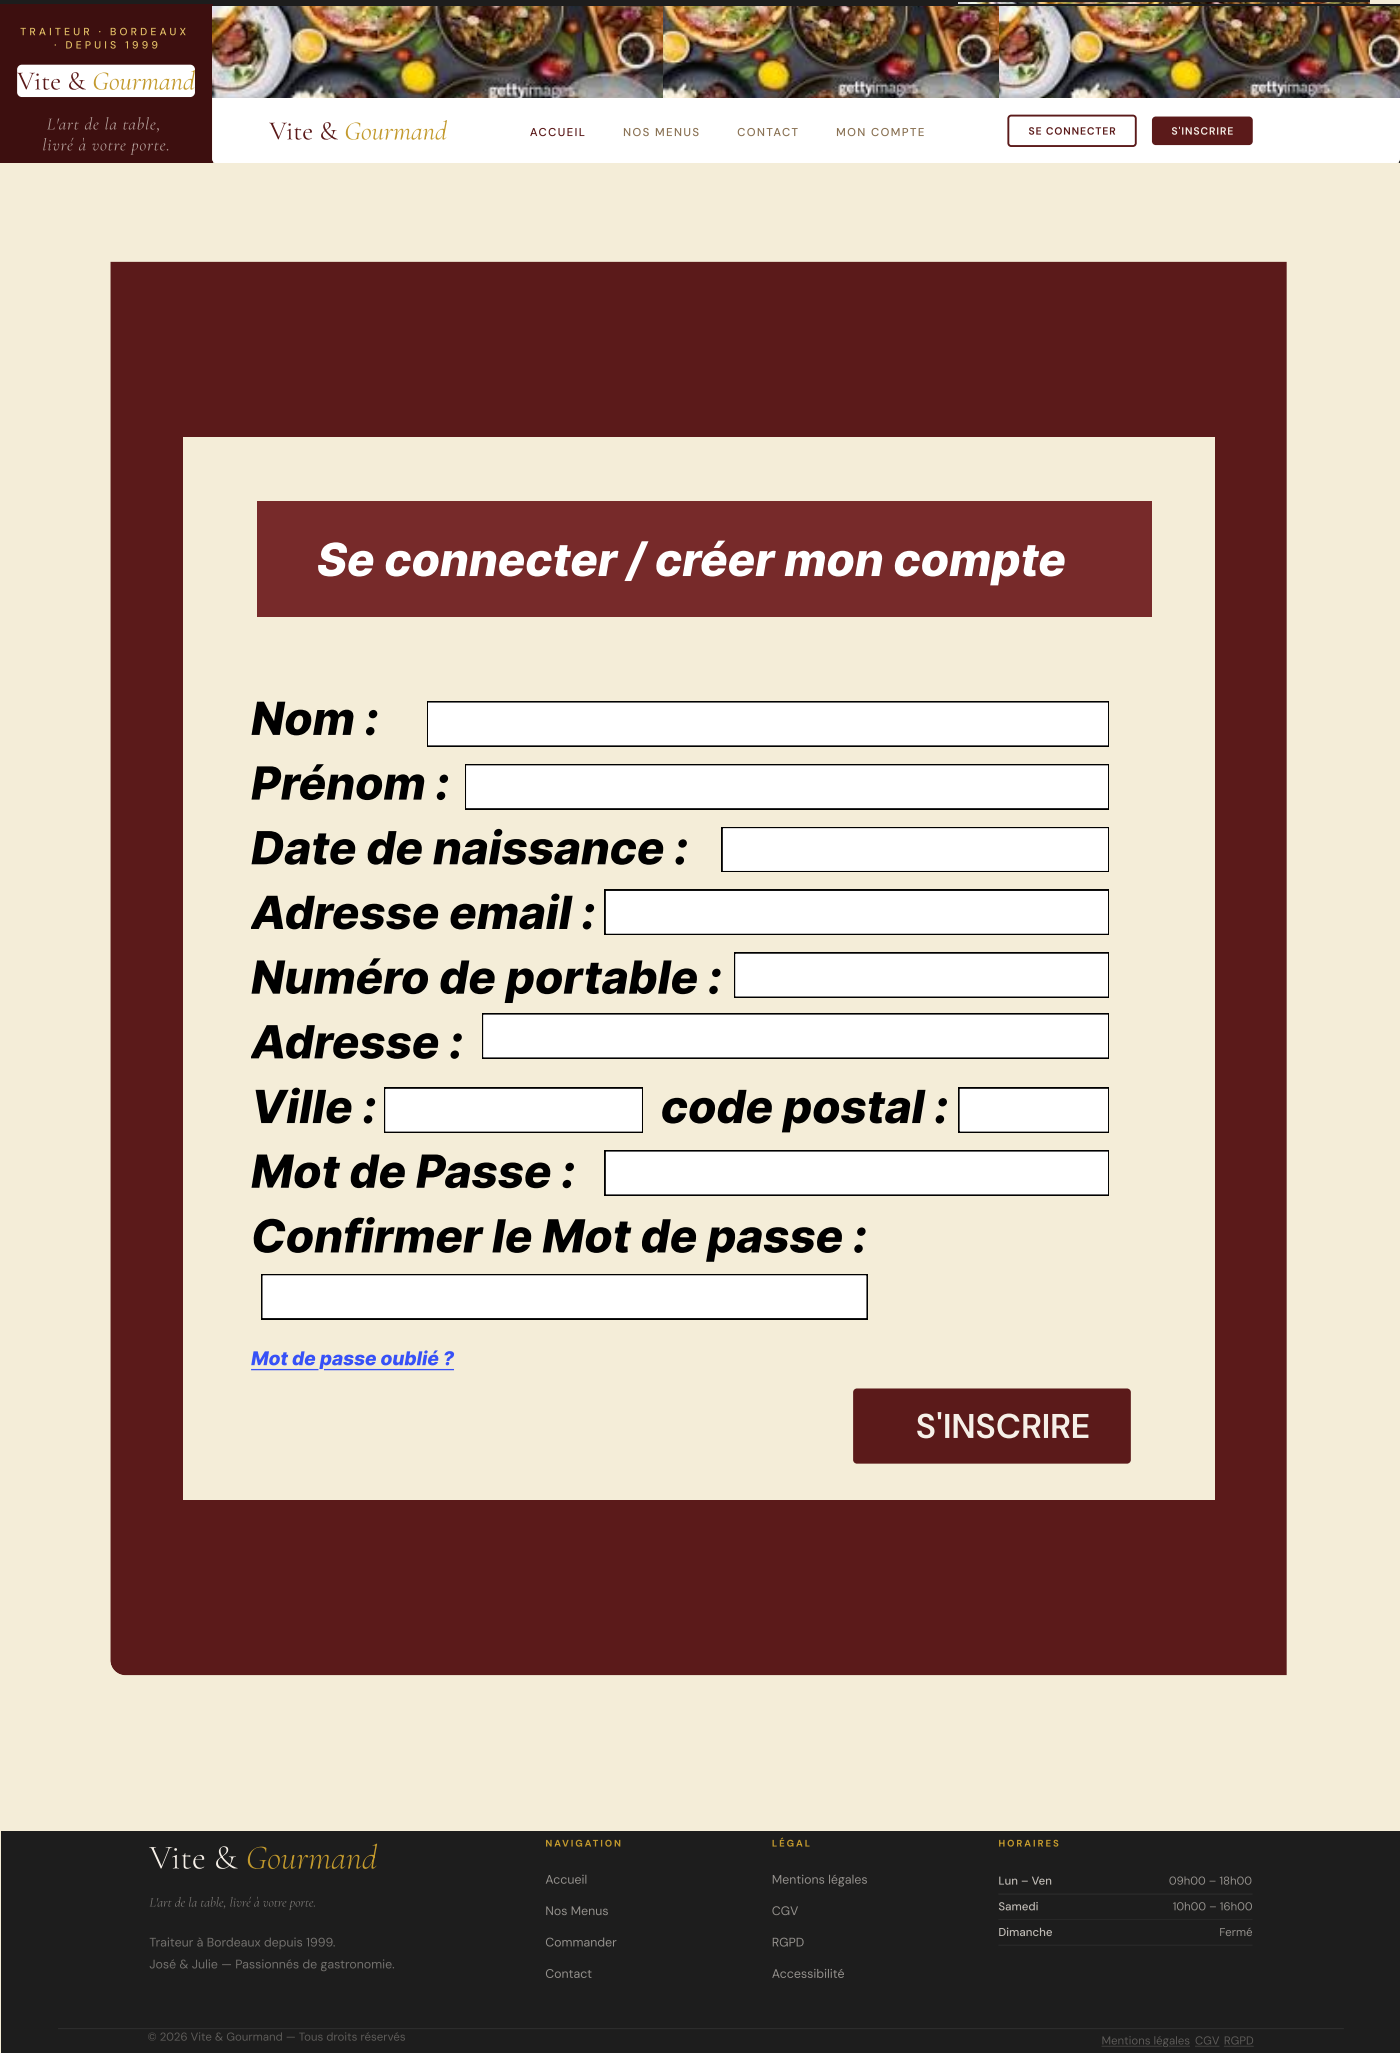 TRAITEUR · BORDEAUX
· DEPUIS 1999
Vite & Gourmand
L'art de la table,
livré à votre porte.
gettyimages
gettyimages
gettyimages
Vite & Gourmand
ACCUEIL
NOS MENUS
CONTACT
MON COMPTE
SE CONNECTER
S'INSCRIRE
Se connecter / créer mon compte
Nom :
Prénom :
Date de naissance :
Adresse email :
Numéro de portable :
Adresse :
Ville : code postal :
Mot de Passe :
Confirmer le Mot de passe :
Mot de passe oublié ?
S'INSCRIRE
Vite & Gourmand
L'art de la table, livré à votre porte.
Traiteur à Bordeaux depuis 1999.
José & Julie — Passionnés de gastronomie.
NAVIGATION
Accueil
Nos Menus
Commander
Contact
LÉGAL
Mentions légales
CGV
RGPD
Accessibilité
HORAIRES
Lun – Ven 09h00 – 18h00
Samedi 10h00 – 16h00
Dimanche Fermé
© 2026 Vite & Gourmand — Tous droits réservés
Mentions légales CGV RGPD